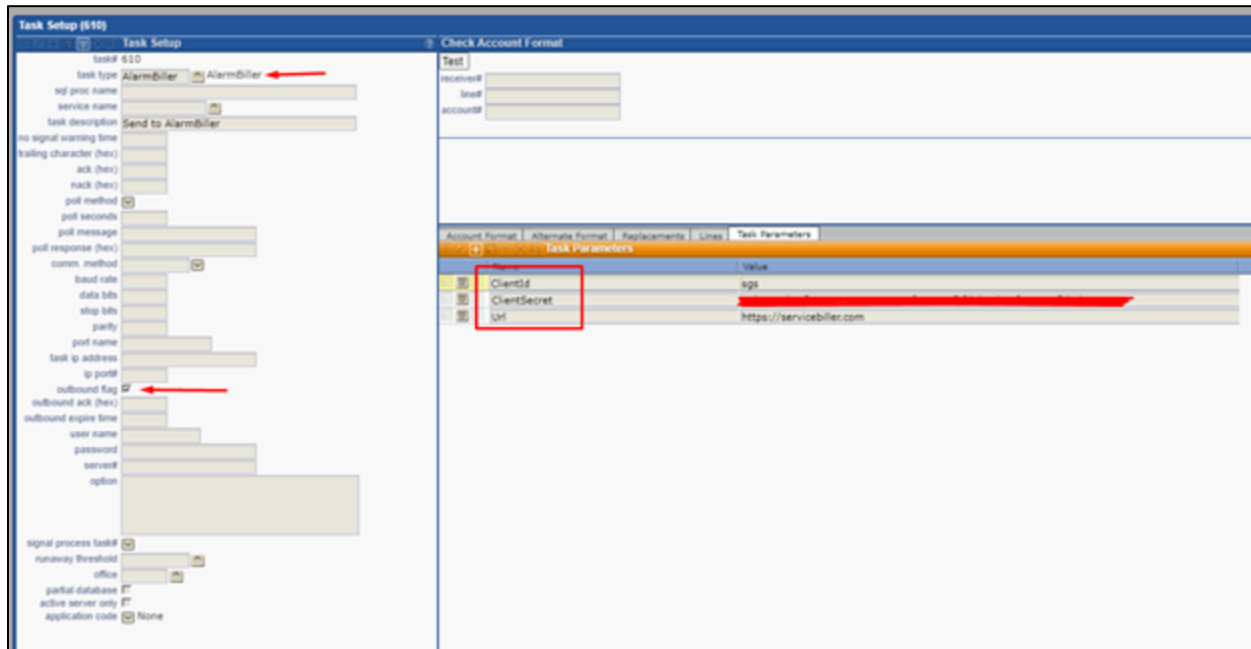 Task Setup (610)
Task Setup
task# 610
task type AlarmBiller AlarmBiller
sql proc name
service name
task description Send to AlarmBiller
no signal warning time
trailing character (hex)
ack (hex)
nack (hex)
poll method
poll seconds
poll message
poll response (hex)
comm. method
baud rate
data bits
stop bits
parity
port name
task ip address
ip port#
outbound flag
outbound ack (hex)
outbound expire time
user name
password
server#
option
signal process task#
runaway threshold
office
partial database
active server only
application code None
Check Account Format
Test
receiver#
line#
account#
Account Format Alternate Format Replacements Lines Task Parameters
Task Parameters
Name Value
ClientId sgs
ClientSecret
Url https://servicebiller.com